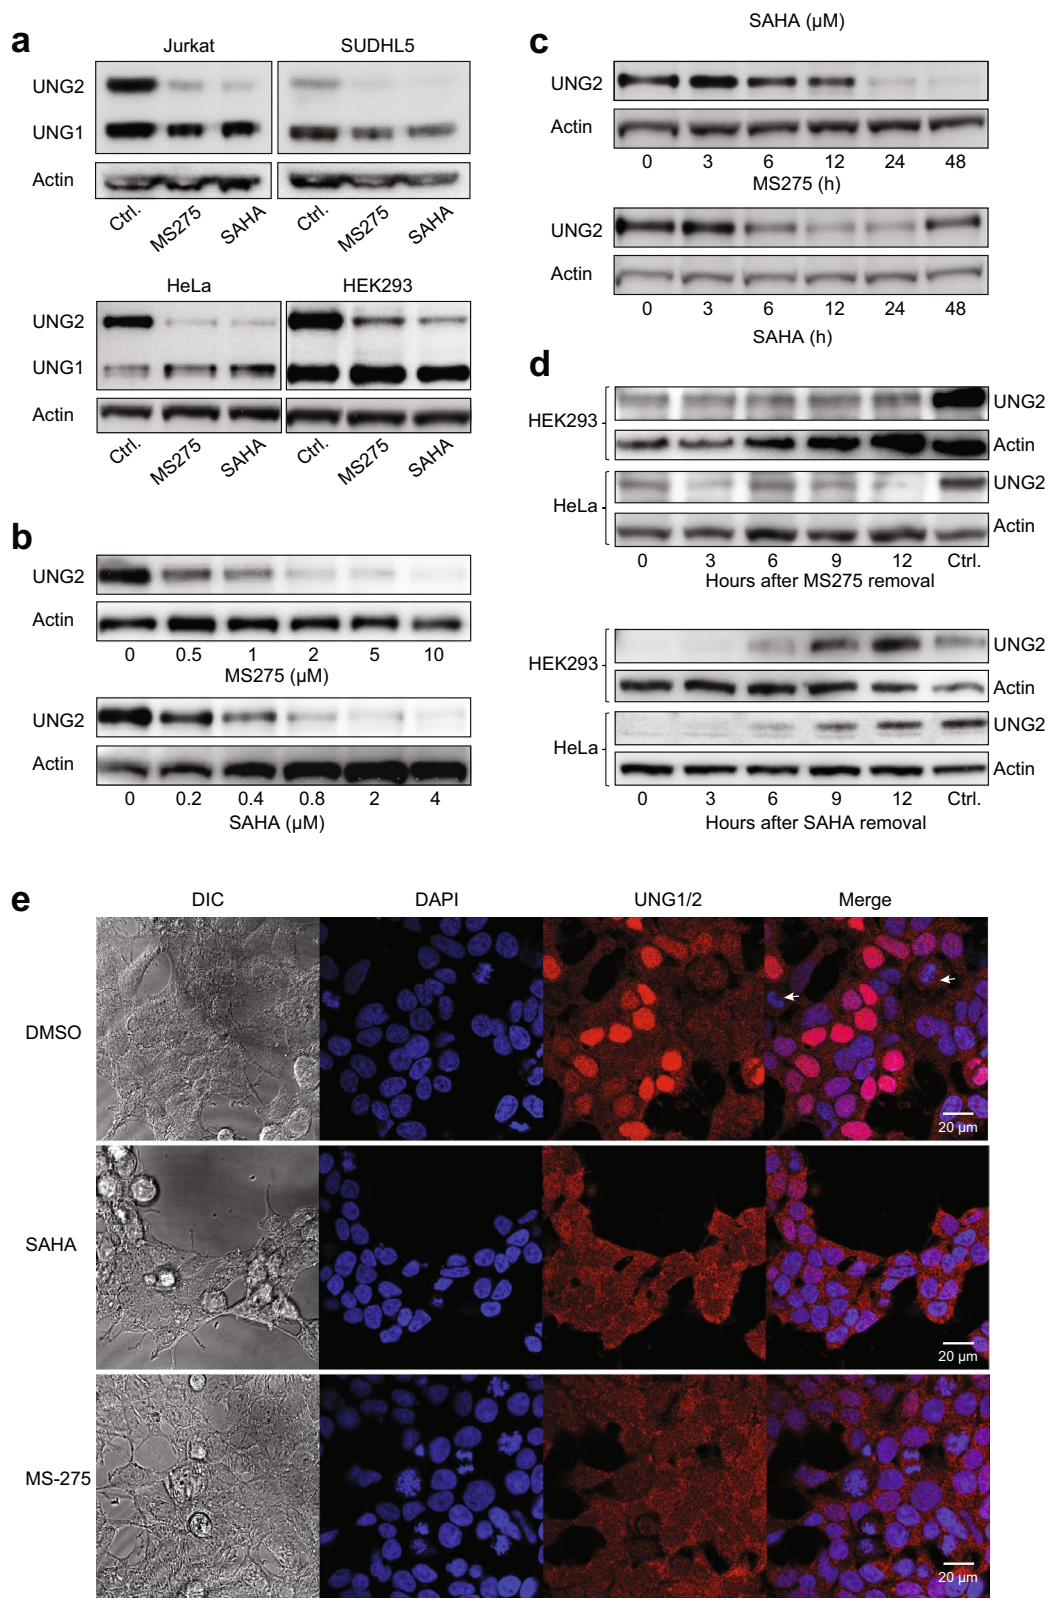 a
Jurkat SUDHL5
UNG2
UNG1
Actin
Ctrl. MS275 SAHA Ctrl. MS275 SAHA
HeLa HEK293
UNG2
UNG1
Actin
Ctrl. MS275 SAHA Ctrl. MS275 SAHA
b
UNG2
Actin
0 0.5 1 2 5 10
MS275 (µM)
UNG2
Actin
0 0.2 0.4 0.8 2 4
SAHA (µM)
c
SAHA (µM)
UNG2
Actin
0 3 6 12 24 48
MS275 (h)
UNG2
Actin
0 3 6 12 24 48
SAHA (h)
d
HEK293 UNG2
Actin
HeLa UNG2
Actin
0 3 6 9 12 Ctrl.
Hours after MS275 removal
HEK293 UNG2
Actin
HeLa UNG2
Actin
0 3 6 9 12 Ctrl.
Hours after SAHA removal
e
DIC DAPI UNG1/2 Merge
DMSO
20 µm
SAHA
20 µm
MS-275
20 µm